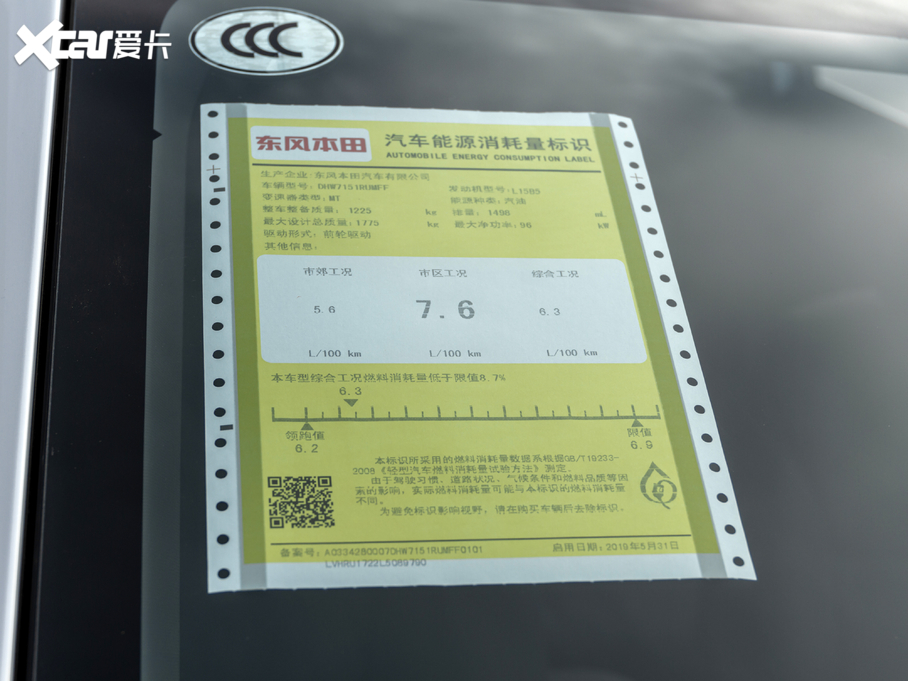 Xcar爱卡
CCC
东风本田
汽车能源消耗量标识
AUTOMOBILE ENERGY CONSUMPTION LABEL
生产企业:东风本田汽车有限公司
车辆型号:DHW7151RUMFF 发动机型号:L15B5
变速器类型:MT 能源种类:汽油
整车整备质量: 1225 kg 排量: 1498 mL
最大设计总质量:1775 kg 最大净功率:96 kW
驱动形式: 前轮驱动
其他信息:
市郊工况 市区工况 综合工况
5.6 7.6 6.3
L/100 km L/100 km L/100 km
本车型综合工况燃料消耗量低于限值8.7%
6.3
领跑值 限值
6.2 6.9
本标识所采用的燃料消耗量数据系根据GB/T19233-
2008《轻型汽车燃料消耗量试验方法》测定。
由于驾驶习惯、道路状况、气候条件和燃料品质等因
素的影响,实际燃料消耗量可能与本标识的燃料消耗量
不同。
为避免标识影响视野,请在购买车辆后去除标识。
备案号: A03342800370HW7151RUMFF0101 启用日期:2019年5月31日
LVHRU1722L5089790